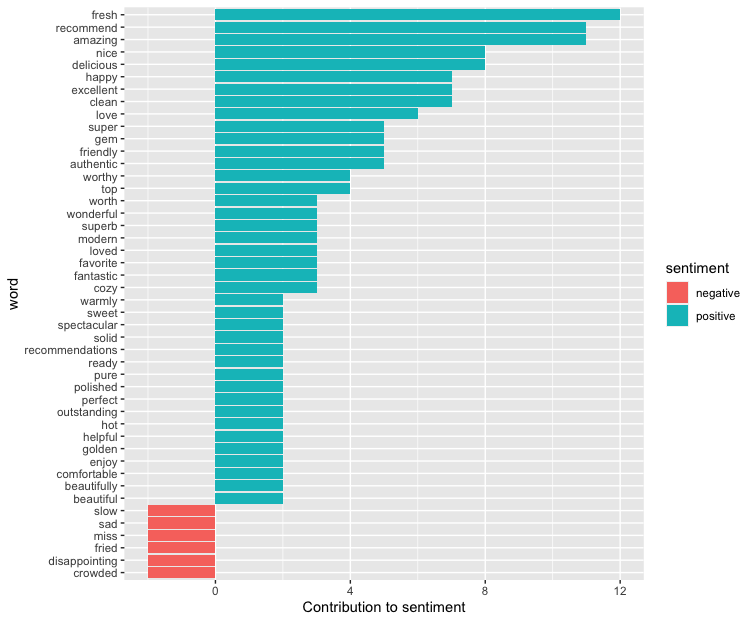 fresh
recommend
amazing
nice
delicious
happy
excellent
clean
love
super
gem
friendly
authentic
worthy
top
worth
wonderful
superb
modern
loved
favorite
fantastic
cozy
warmly
sweet
spectacular
solid
recommendations
ready
pure
polished
perfect
outstanding
hot
helpful
golden
enjoy
comfortable
beautifully
beautiful
slow
sad
miss
fried
disappointing
crowded
word
0 4 8 12
Contribution to sentiment
sentiment
negative
positive